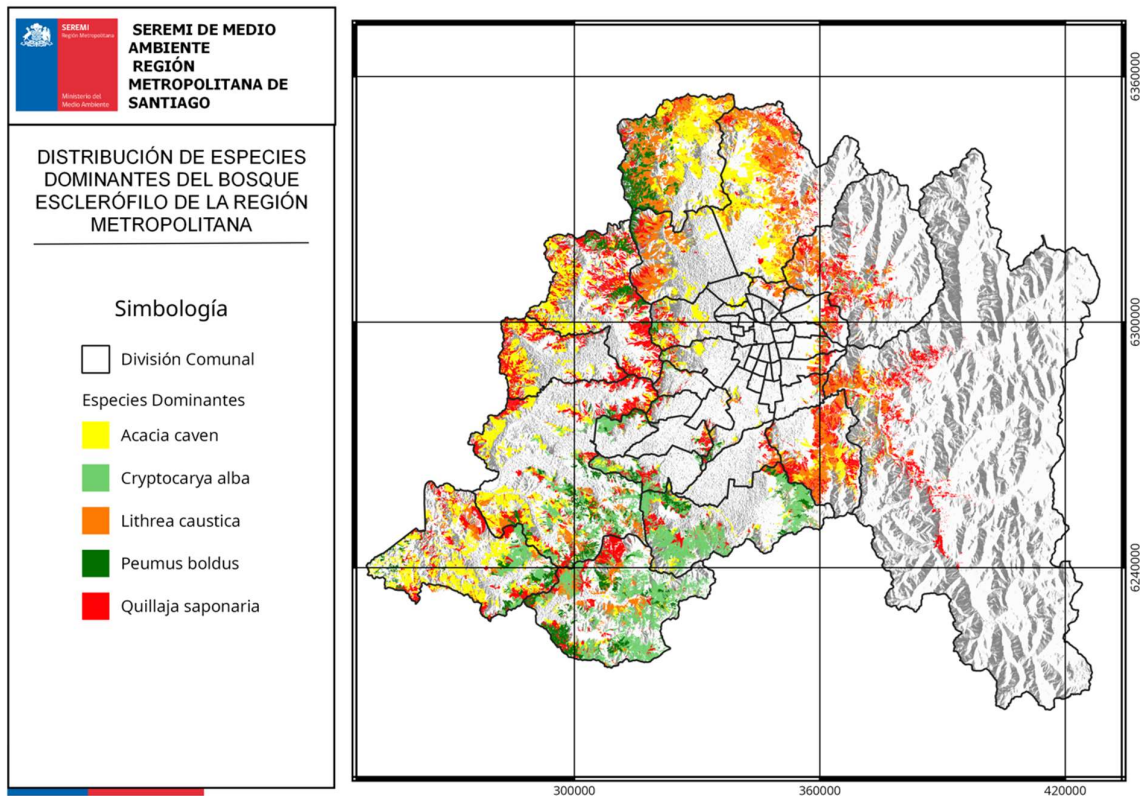 SEREMI
Región Metropolitana
Ministerio del
Medio Ambiente
SEREMI DE MEDIO
AMBIENTE
REGIÓN
METROPOLITANA DE
SANTIAGO
DISTRIBUCIÓN DE ESPECIES
DOMINANTES DEL BOSQUE
ESCLERÓFILO DE LA REGIÓN
METROPOLITANA
Simbología
División Comunal
Especies Dominantes
Acacia caven
Cryptocarya alba
Lithrea caustica
Peumus boldus
Quillaja saponaria
6360000
6300000
6240000
300000
360000
420000